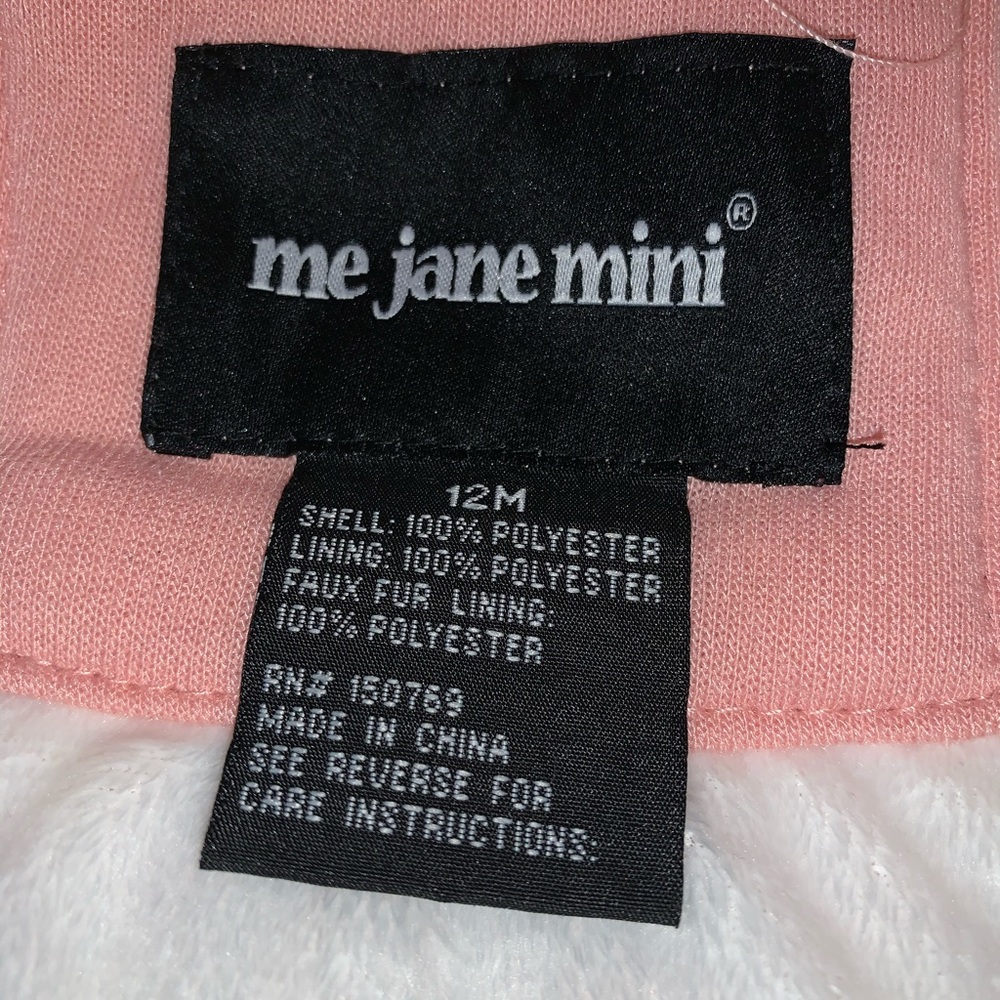 me jane mini®
12M
SHELL: 100% POLYESTER
LINING: 100% POLYESTER
FAUX FUR LINING:
100% POLYESTER
RN# 150769
MADE IN CHINA
SEE REVERSE FOR
CARE INSTRUCTIONS: